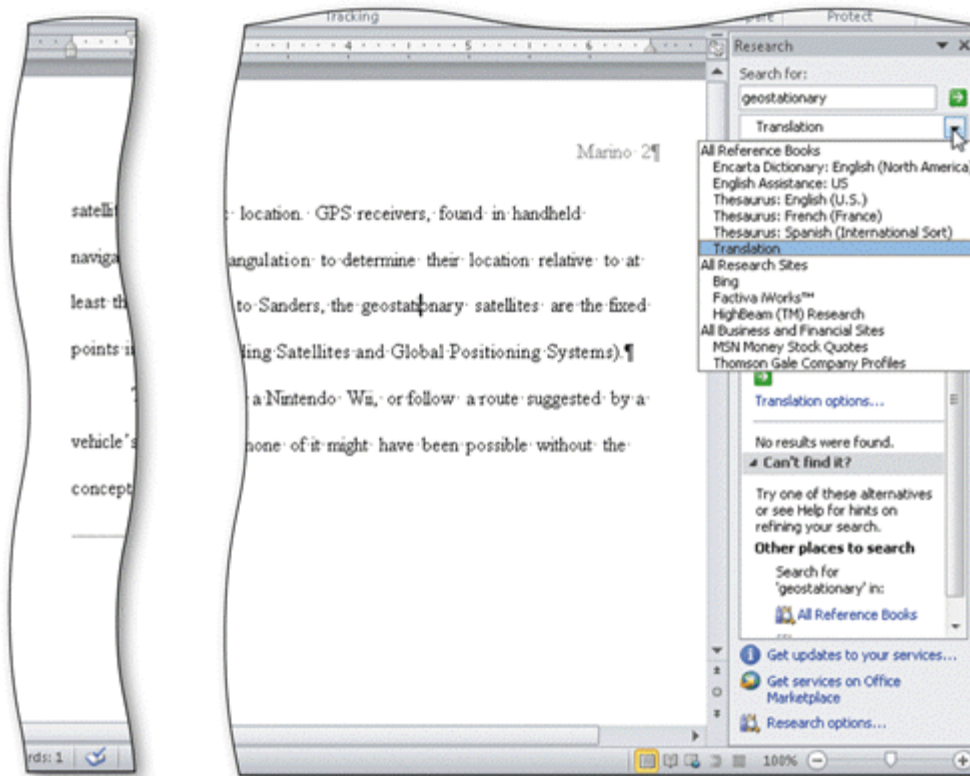 Tracking
Protect
4 5 6
Research
Search for:
geostationary
Translation
All Reference Books
Encarta Dictionary: English (North America)
English Assistance: US
Thesaurus: English (U.S.)
Thesaurus: French (France)
Thesaurus: Spanish (International Sort)
Translation
All Research Sites
Bing
Factiva iWorks™
HighBeam (TM) Research
All Business and Financial Sites
MSN Money Stock Quotes
Thomson Gale Company Profiles
Translation options...
No results were found.
Can't find it?
Try one of these alternatives
or see Help for hints on
refining your search.
Other places to search
Search for
'geostationary' in:
All Reference Books
Get updates to your services...
Get services on Office
Marketplace
Research options...
Marino 2¶
location. GPS receivers, found in handheld
angulation to determine their location relative to at
least to Sanders, the geostationary satellites are the fixed
points ing Satellites and Global Positioning Systems).¶
a Nintendo Wii, or follow a route suggested by a
vehicle's none of it might have been possible without the
concept
rds: 1
100%